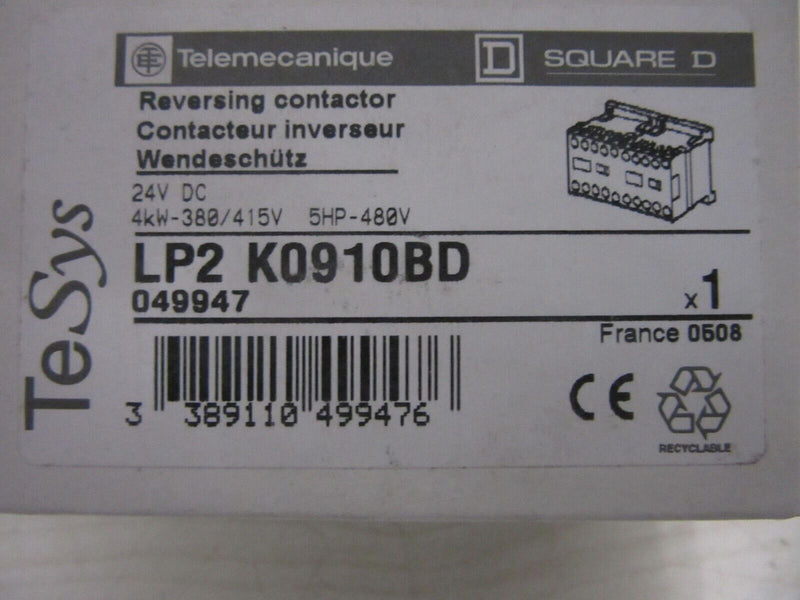 Telemecanique D SQUARE D
Reversing contactor
Contacteur inverseur
Wendeschütz
24V DC
4kW-380/415V 5HP-480V
LP2 K0910BD
049947
x1
France 0508
TeSys
3 389110 499476
CE
RECYCLABLE